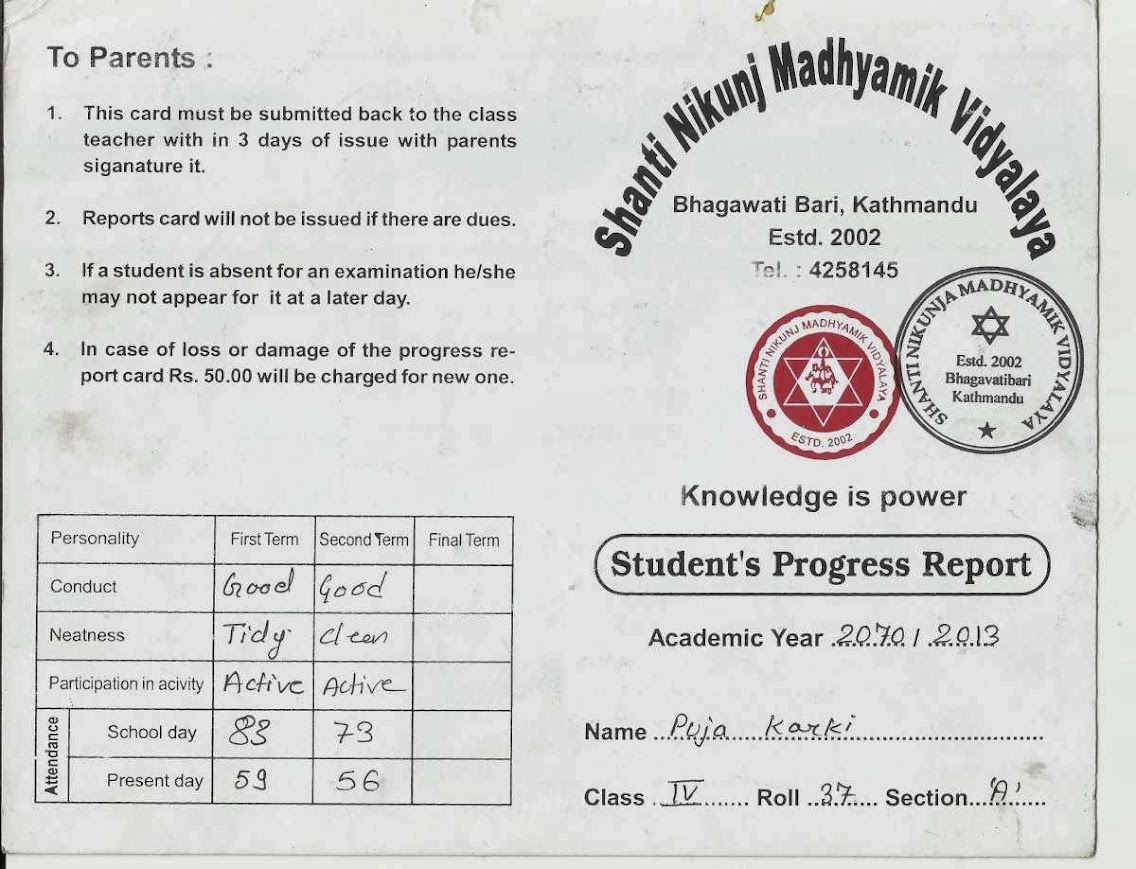 To Parents :
1. This card must be submitted back to the class
teacher with in 3 days of issue with parents
siganature it.
2. Reports card will not be issued if there are dues.
3. If a student is absent for an examination he/she
may not appear for it at a later day.
4. In case of loss or damage of the progress re-
port card Rs. 50.00 will be charged for new one.
Personality First Term Second Term Final Term
Conduct Good Good
Neatness Tidy clean
Participation in acivity Active Active
Attendance
School day 83 73
Present day 59 56
Shanti Nikunj Madhyamik Vidyalaya
Bhagawati Bari, Kathmandu
Estd. 2002
Tel. : 4258145
SHANTI NIKUNJ MADHYAMIK VIDYALAYA
ESTD. 2002
SHANTI NIKUNJA MADHYAMIK VIDYALAYA
Estd. 2002
Bhagavatibari
Kathmandu
Knowledge is power
Student's Progress Report
Academic Year 2070 / 2013
Name Puja Karki
Class IV Roll 37 Section 'A'